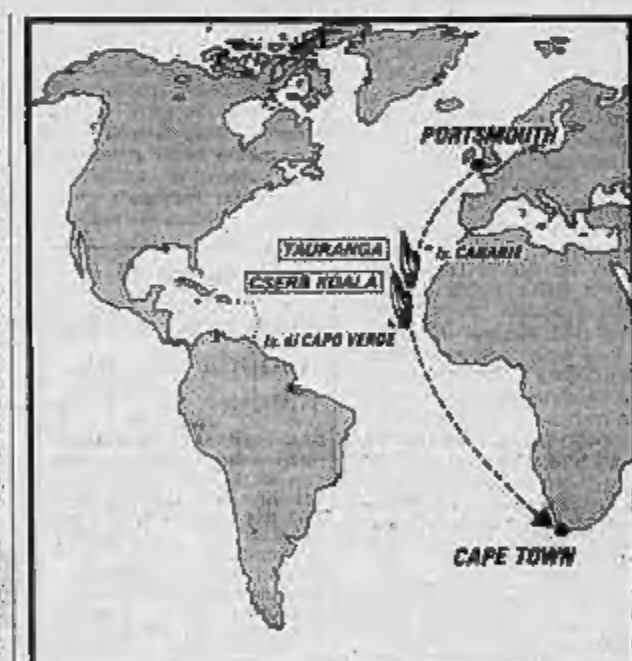 PORTSMOUTH
TAURANGA
Is. CANARIE
CSERB KOALA
Is. di CAPO VERDE
CAPE TOWN